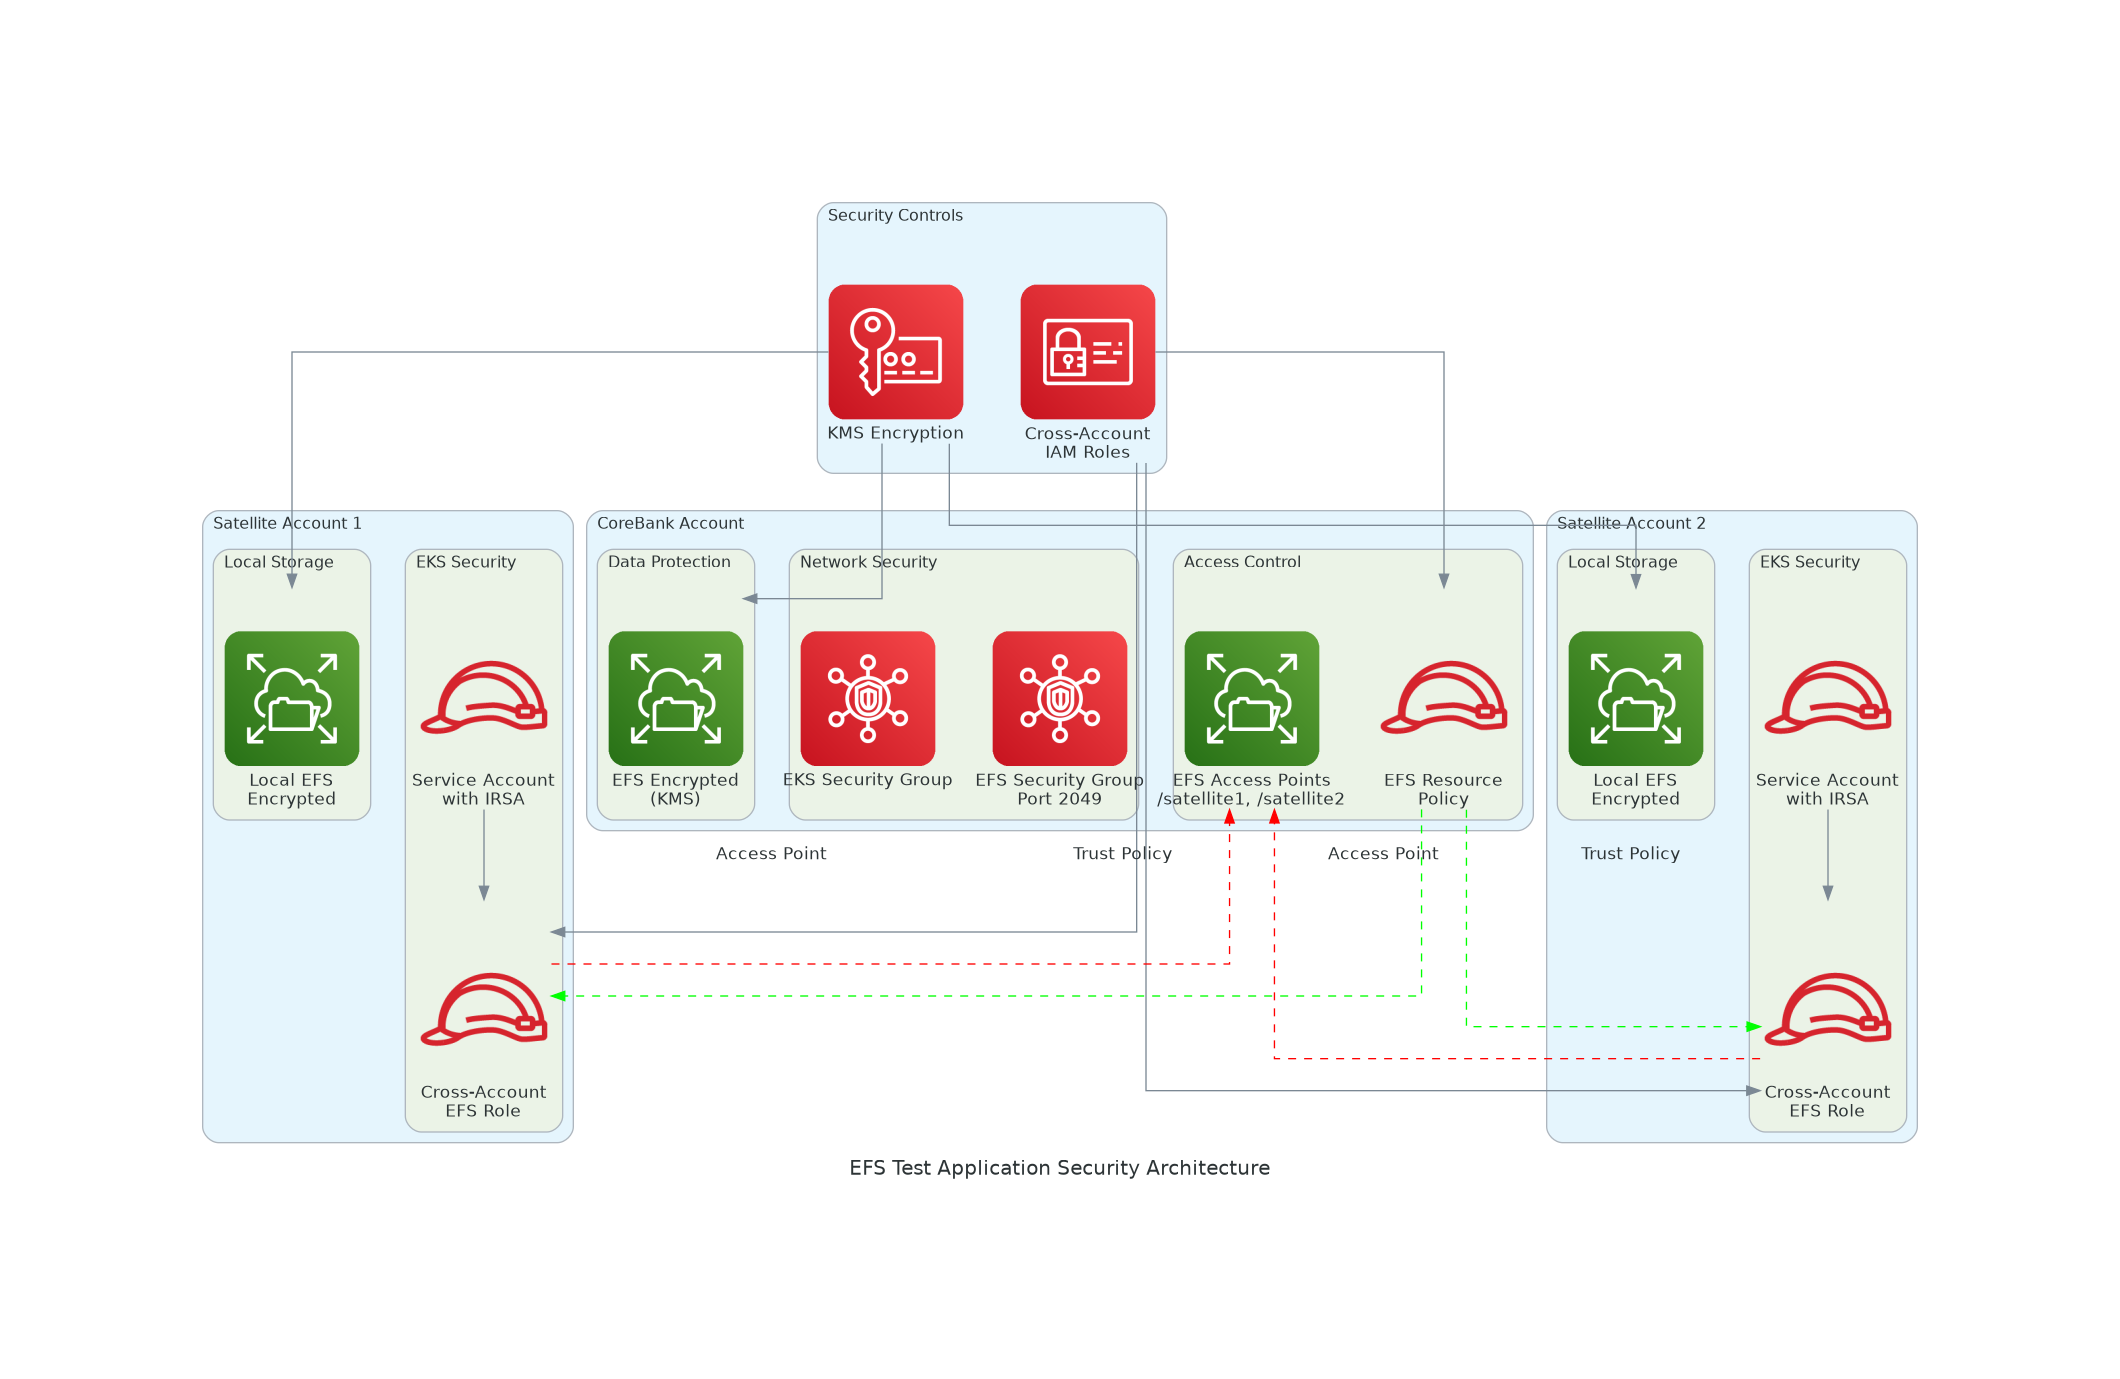 Security Controls
KMS Encryption
Cross-Account
IAM Roles
Satellite Account 1
Local Storage
Local EFS
Encrypted
EKS Security
Service Account
with IRSA
Cross-Account
EFS Role
CoreBank Account
Data Protection
EFS Encrypted
(KMS)
Network Security
EKS Security Group
EFS Security Group
Port 2049
Access Control
EFS Access Points
/satellite1, /satellite2
EFS Resource
Policy
Satellite Account 2
Local Storage
Local EFS
Encrypted
EKS Security
Service Account
with IRSA
Cross-Account
EFS Role
Access Point
Trust Policy
Access Point
Trust Policy
EFS Test Application Security Architecture